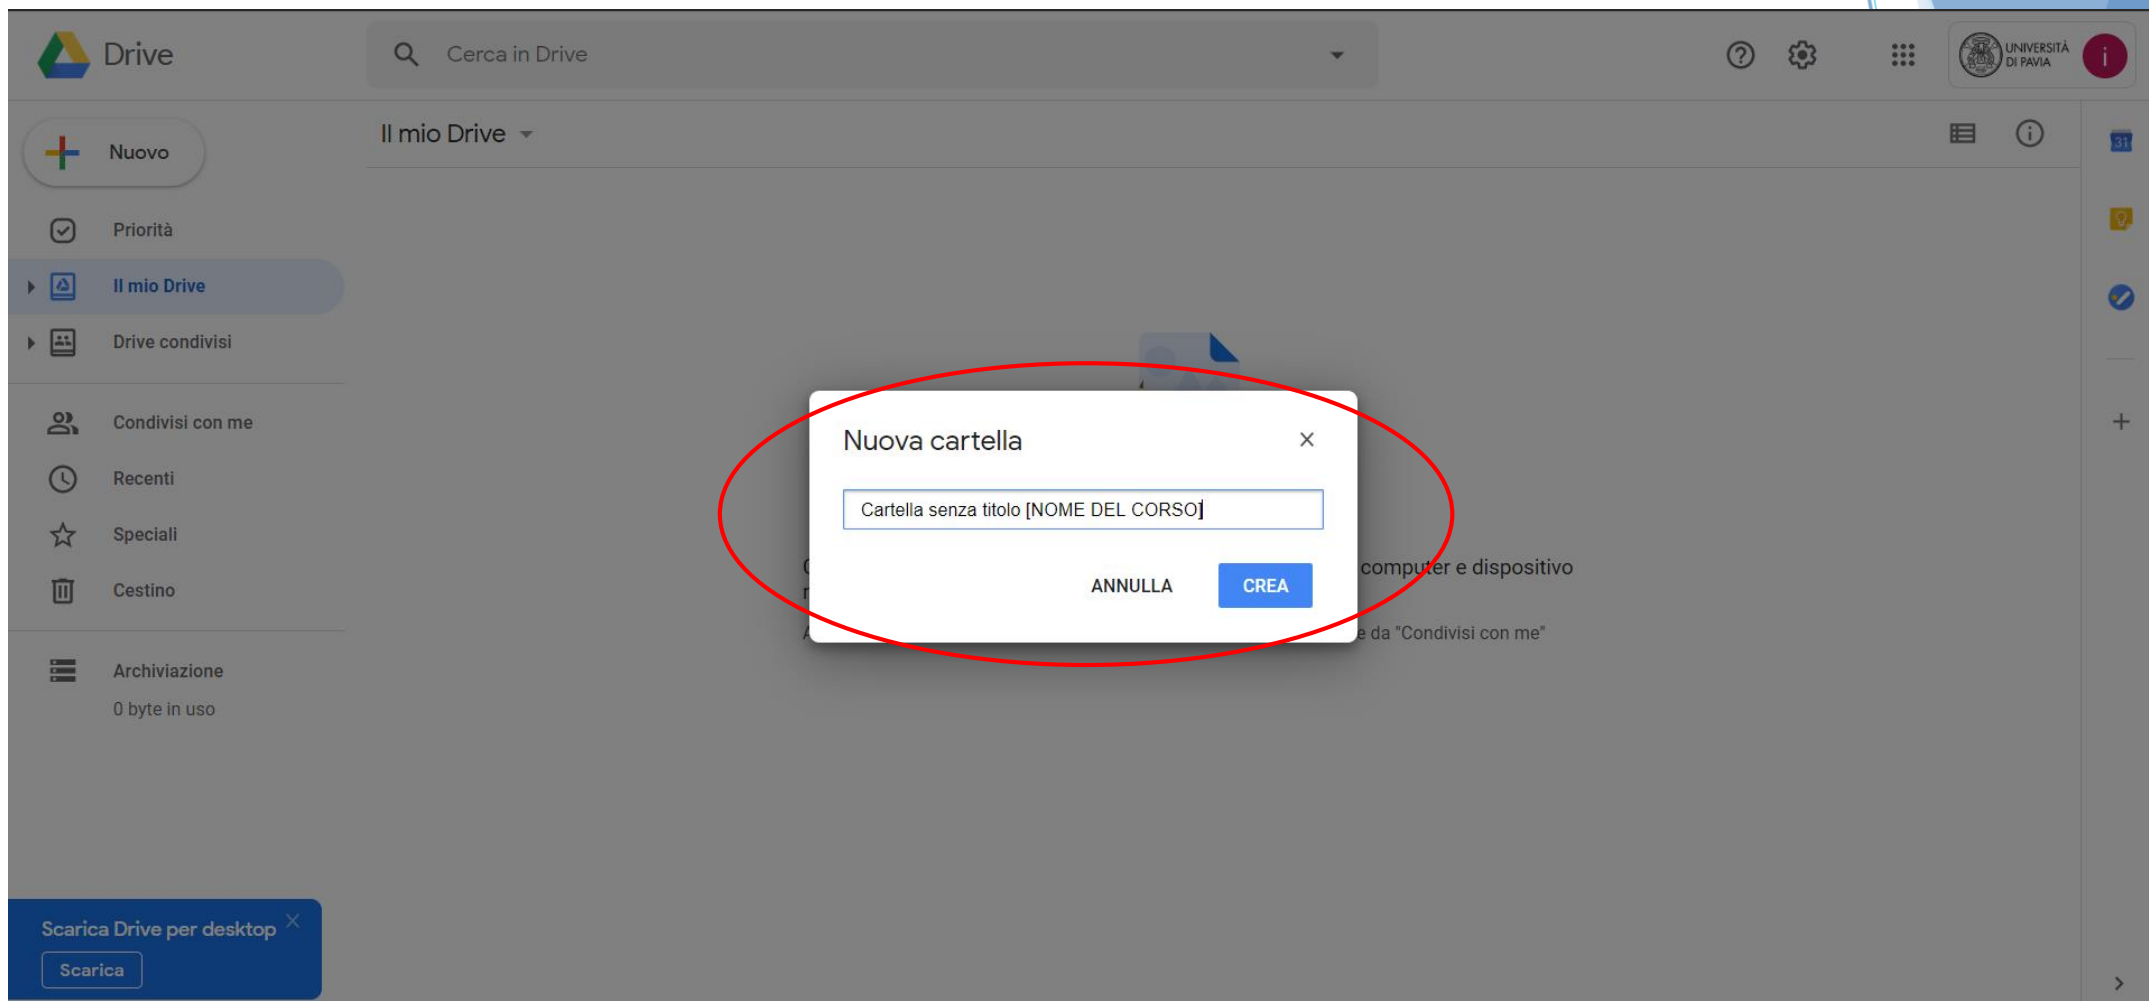 Drive
Cerca in Drive
UNIVERSITÀ
DI PAVIA
i
Nuovo
Il mio Drive
31
Priorità
Il mio Drive
Drive condivisi
Condivisi con me
Recenti
Speciali
Cestino
Archiviazione
0 byte in uso
Nuova cartella
Cartella senza titolo [NOME DEL CORSO]
ANNULLA
CREA
computer e dispositivo
e da "Condivisi con me"
Scarica Drive per desktop
Scarica